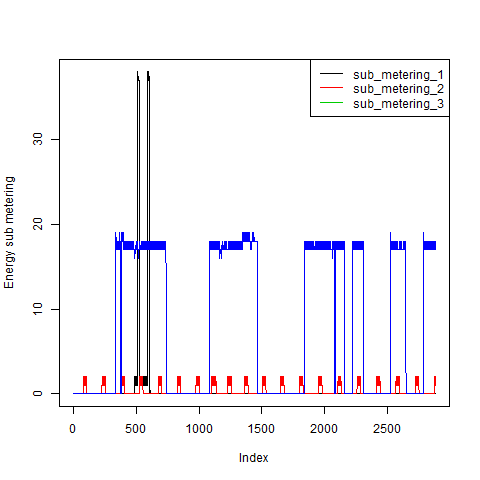 sub_metering_1
sub_metering_2
sub_metering_3
Energy sub metering
30
20
10
0
0 500 1000 1500 2000 2500
Index